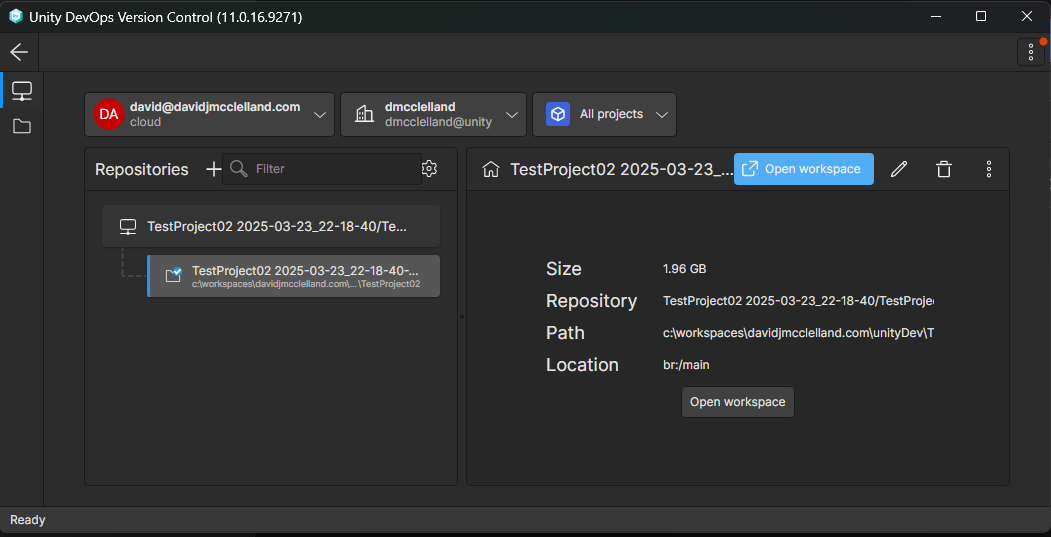 Unity DevOps Version Control (11.0.16.9271)
DA
david@davidjmcclelland.com
cloud
dmcclelland
dmcclelland@unity
All projects
Repositories
Filter
TestProject02 2025-03-23_...
Open workspace
TestProject02 2025-03-23_22-18-40/Te...
TestProject02 2025-03-23_22-18-40-...
c:\workspaces\davidjmcclelland.com\...\TestProject02
Size 1.96 GB
Repository TestProject02 2025-03-23_22-18-40/TestProje
Path c:\workspaces\davidjmcclelland.com\unityDev\T
Location br:/main
Open workspace
Ready